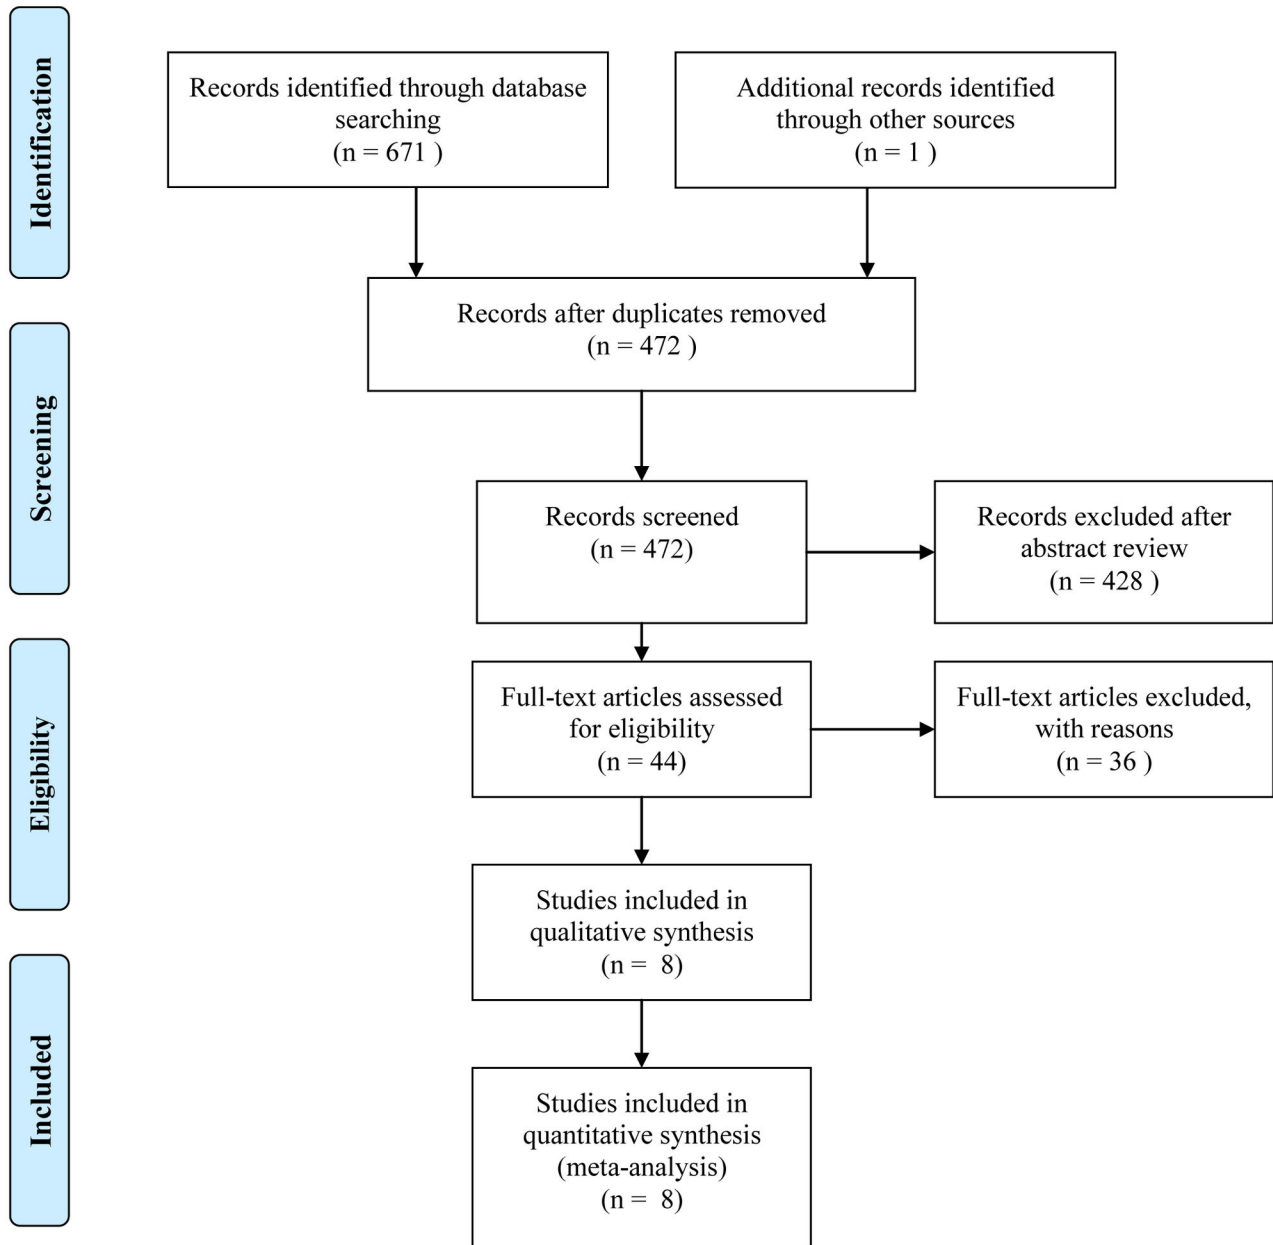 Identification
Records identified through database
searching
(n = 671 )
Additional records identified
through other sources
(n = 1 )
Records after duplicates removed
(n = 472 )
Screening
Records screened
(n = 472)
Records excluded after
abstract review
(n = 428 )
Eligibility
Full-text articles assessed
for eligibility
(n = 44)
Full-text articles excluded,
with reasons
(n = 36 )
Studies included in
qualitative synthesis
(n =  8)
Included
Studies included in
quantitative synthesis
(meta-analysis)
(n =  8)